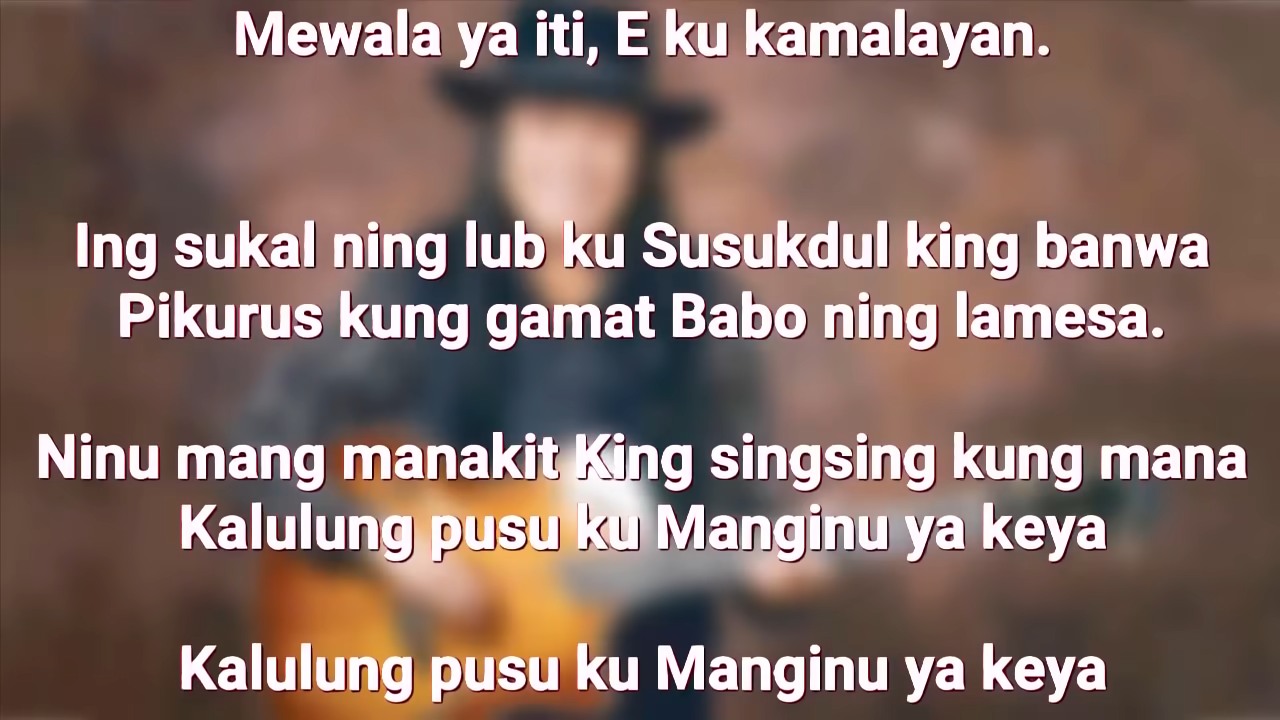 Mewala ya iti, E ku kamalayan.
Ing sukal ning lub ku Susukdul king banwa
Pikurus kung gamat Babo ning lamesa.
Ninu mang manakit King singsing kung mana
Kalulung pusu ku Manginu ya keya
Kalulung pusu ku Manginu ya keya